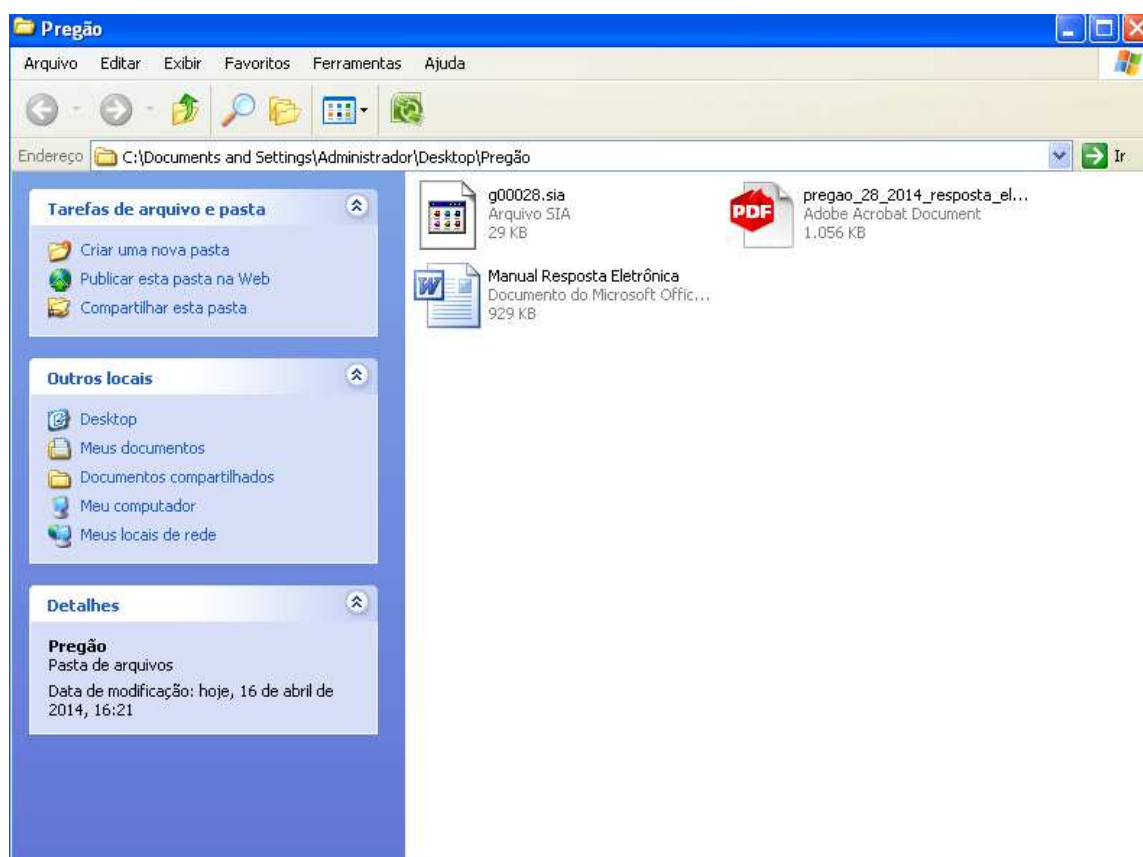 Pregão
Arquivo Editar Exibir Favoritos Ferramentas Ajuda
Endereço C:\Documents and Settings\Administrador\Desktop\Pregão Ir
Tarefas de arquivo e pasta
Criar uma nova pasta
Publicar esta pasta na Web
Compartilhar esta pasta
Outros locais
Desktop
Meus documentos
Documentos compartilhados
Meu computador
Meus locais de rede
Detalhes
Pregão
Pasta de arquivos
Data de modificação: hoje, 16 de abril de
2014, 16:21
g00028.sia
Arquivo SIA
29 KB
PDF
pregao_28_2014_resposta_el...
Adobe Acrobat Document
1.056 KB
W
Manual Resposta Eletrônica
Documento do Microsoft Offic...
929 KB